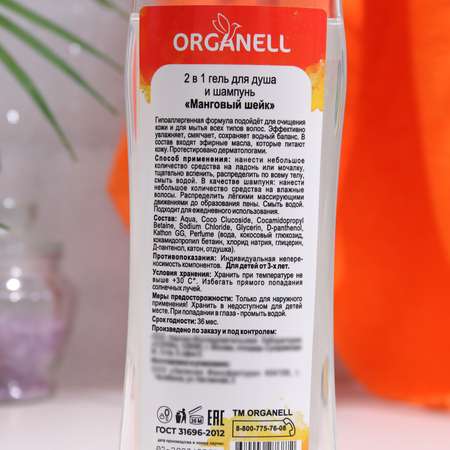 ORGANELL
2 в 1 гель для душа
и шампунь
«Манговый шейк»
Гипоаллергенная формула подойдёт для очищения
кожи и для мытья всех типов волос. Эффективно
увлажняет, смягчает, сохраняет водный баланс. В
состав входят эфирные масла, которые питают
кожу. Протестировано дерматологами.
Способ применения: нанести небольшое
количество средства на ладонь или мочалку,
тщательно вспенить, распределить по всему телу,
смыть водой. В качестве шампуня: нанести
небольшое количество средства на влажные
волосы. Распределить лёгкими массирующими
движениями до образования пены. Смыть водой.
Подходит для ежедневного использования.
Состав: Aqua, Coco Glucoside, Cocamidopropyl
Betaine, Sodium Chloride, Glycerin, D-panthenol,
Kathon GG, Perfume (вода, кокосовый глюкозид,
кокамидопропил бетаин, хлорид натрия, глицерин,
Д-пантенол, катон, отдушка).
Противопоказания: Индивидуальная непере-
носимость компонентов. Для детей от 3-х лет.
Условия хранения: Хранить при температуре не
выше +30 С°. Избегать прямого попадания
солнечных лучей.
Меры предосторожности: Только для наружного
применения! Хранить в недоступном для детей
месте. При попадании в глаза - промыть водой.
Срок годности: 36 мес.
Произведено по заказу и под контролем:
Изготовлено:
ГОСТ 31696-2012
TM ORGANELL
8-800-775-76-08
дата производства и номер партии: